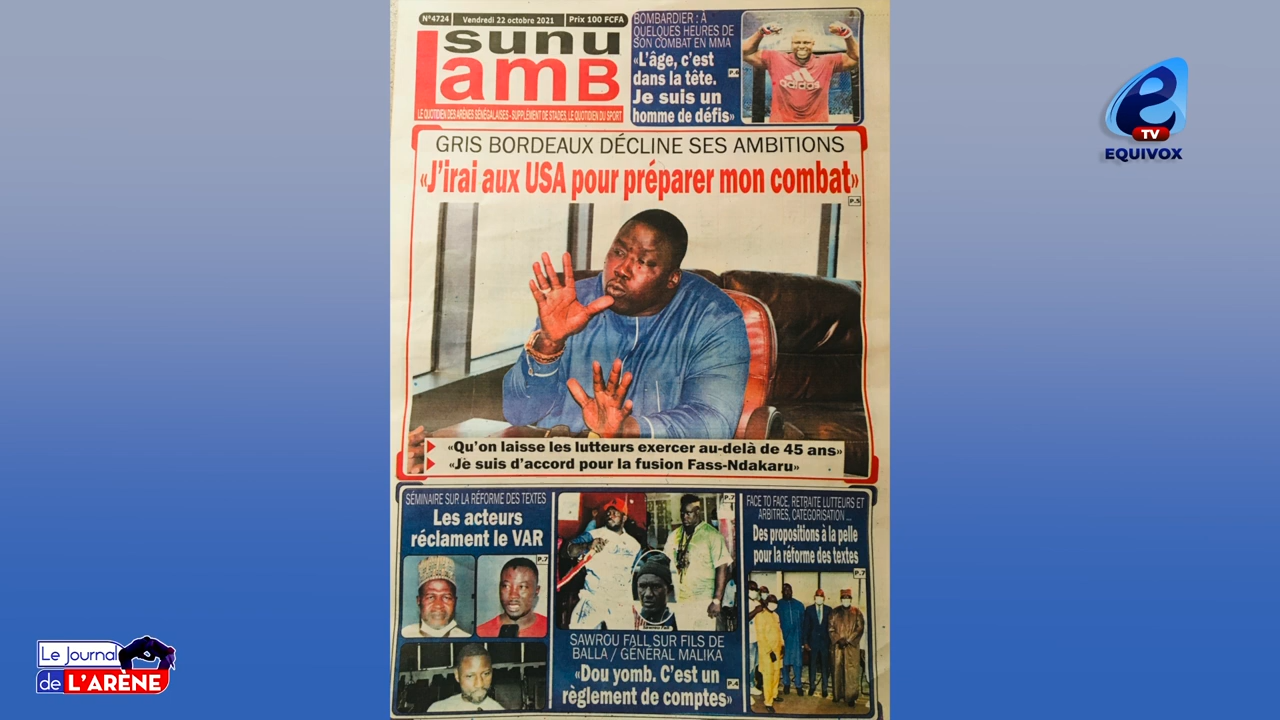 N°4724
Vendredi 22 octobre 2021
Prix 100 FCFA
sunu
LamB
LE QUOTIDIEN DES ARÈNES SÉNÉGALAISES - SUPPLÉMENT DE STADES, LE QUOTIDIEN DU SPORT
BOMBARDIER : À
QUELQUES HEURES DE
SON COMBAT EN MMA
«L'âge, c'est
dans la tête.
Je suis un
homme de défis»
adidas
GRIS BORDEAUX DÉCLINE SES AMBITIONS
«J'irai aux USA pour préparer mon combat»
P.5
«Qu'on laisse les lutteurs exercer au-delà de 45 ans»
«Je suis d'accord pour la fusion Fass-Ndakaru»
SÉMINAIRE SUR LA RÉFORME DES TEXTES
Les acteurs
réclament le VAR
P.7
P.7
SAWROU FALL SUR FILS DE
BALLA / GÉNÉRAL MALIKA
«Dou yomb. C'est un
règlement de comptes»
P.4
FACE TO FACE, RETRAITE LUTTEURS ET
ARBITRES, CATÉGORISATION ...
Des propositions à la pelle
pour la réforme des textes
P.7
e
TV
EQUIVOX
Le Journal
de L'ARÈNE